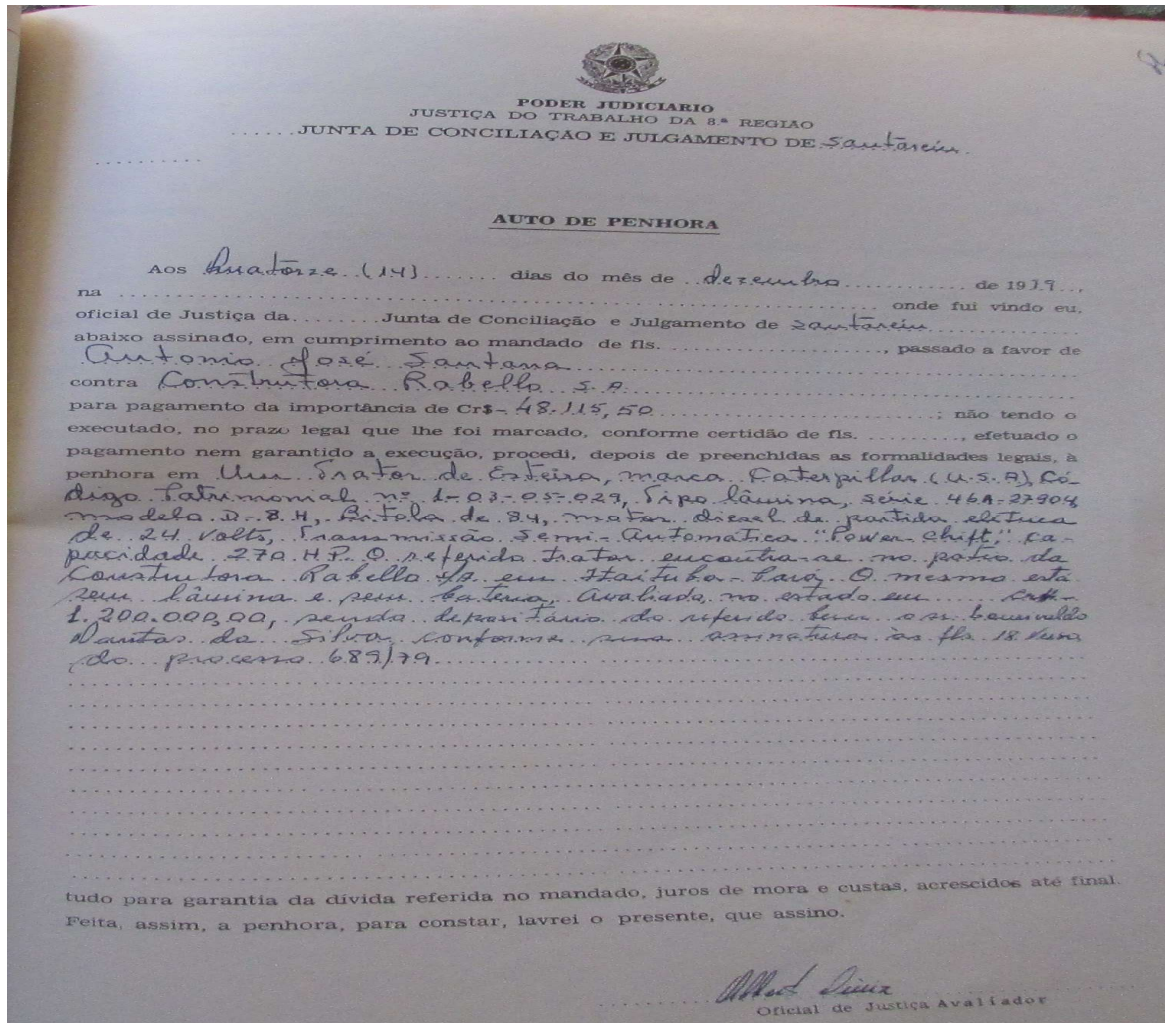 PODER JUDICIARIO
JUSTIÇA DO TRABALHO DA 8.ª REGIÃO
......JUNTA DE CONCILIAÇÃO E JULGAMENTO DE Santarém.
..........
AUTO DE PENHORA
Aos Quatorze (14)....... dias do mês de ..dezembro............ de 1979..,
na .............................................................. onde fui vindo eu,
oficial de Justiça da........Junta de Conciliação e Julgamento de Santarém
abaixo assinado, em cumprimento ao mandado de fls......................, passado a favor de
Antonio José Santana
contra Construtora Rabello S.A.
para pagamento da importância de Cr$- 48.115,50..............................; não tendo o
executado, no prazo legal que lhe foi marcado, conforme certidão de fls. .........., efetuado o
pagamento nem garantido a execução, procedi, depois de preenchidas as formalidades legais, à
penhora em Um Trator de Esteira, marca Caterpillar (U.S.A), Có-
digo Patrimonial nº 1-03-05-029, Tipo lâmina, série 46A-27904
modelo D-8H, Bitola de 84, motor diesel de partida eletrica
de 24 volts, Transmissão Semi-Automatica "Power Chift", ca-
pacidade 270 H.P. O referido trator encontra-se no patio da
Construtora Rabello S/A em Itaituba-Pará, O mesmo está
sem lâmina e sem bateria, Avaliado, no estado em Cr$-
1.200.000,00, sendo depositário do referido bem o sr.
Dantas da Silva, conforme sua assinatura às fls 18 verso
do processo 689/79
tudo para garantia da dívida referida no mandado, juros de mora e custas, acrescidos até final.
Feita, assim, a penhora, para constar, lavrei o presente, que assino.
Oficial de Justiça Avaliador